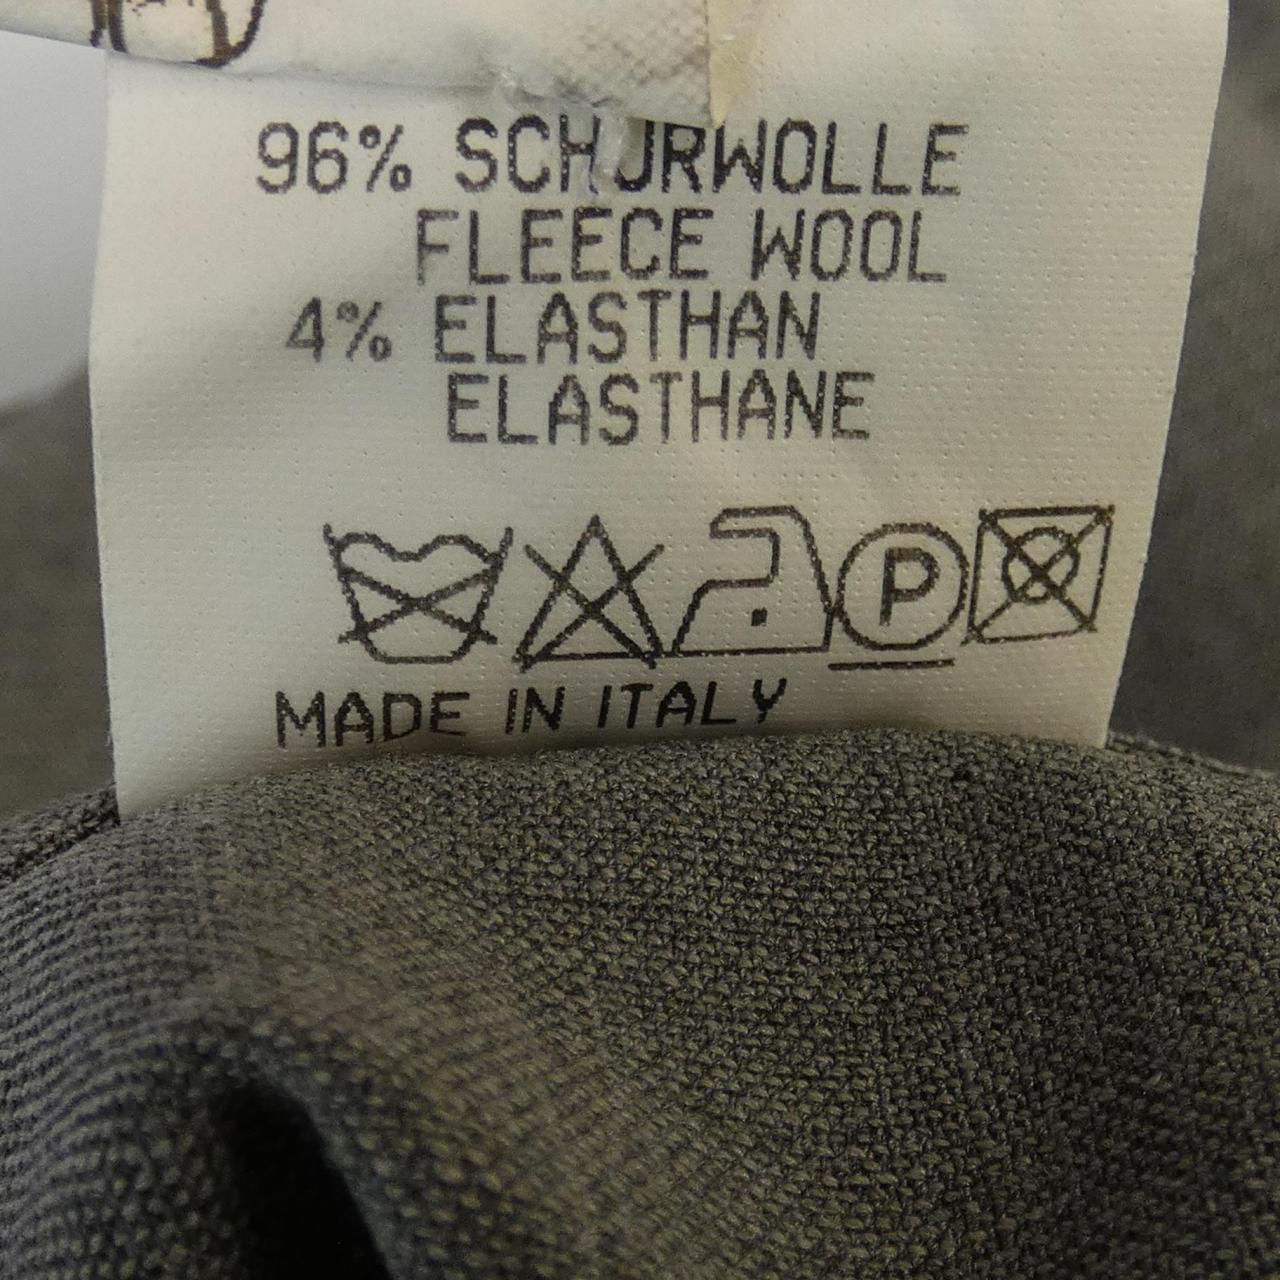 96% SCHURWOLLE
FLEECE WOOL
4% ELASTHAN
ELASTHANE
P
MADE IN ITALY